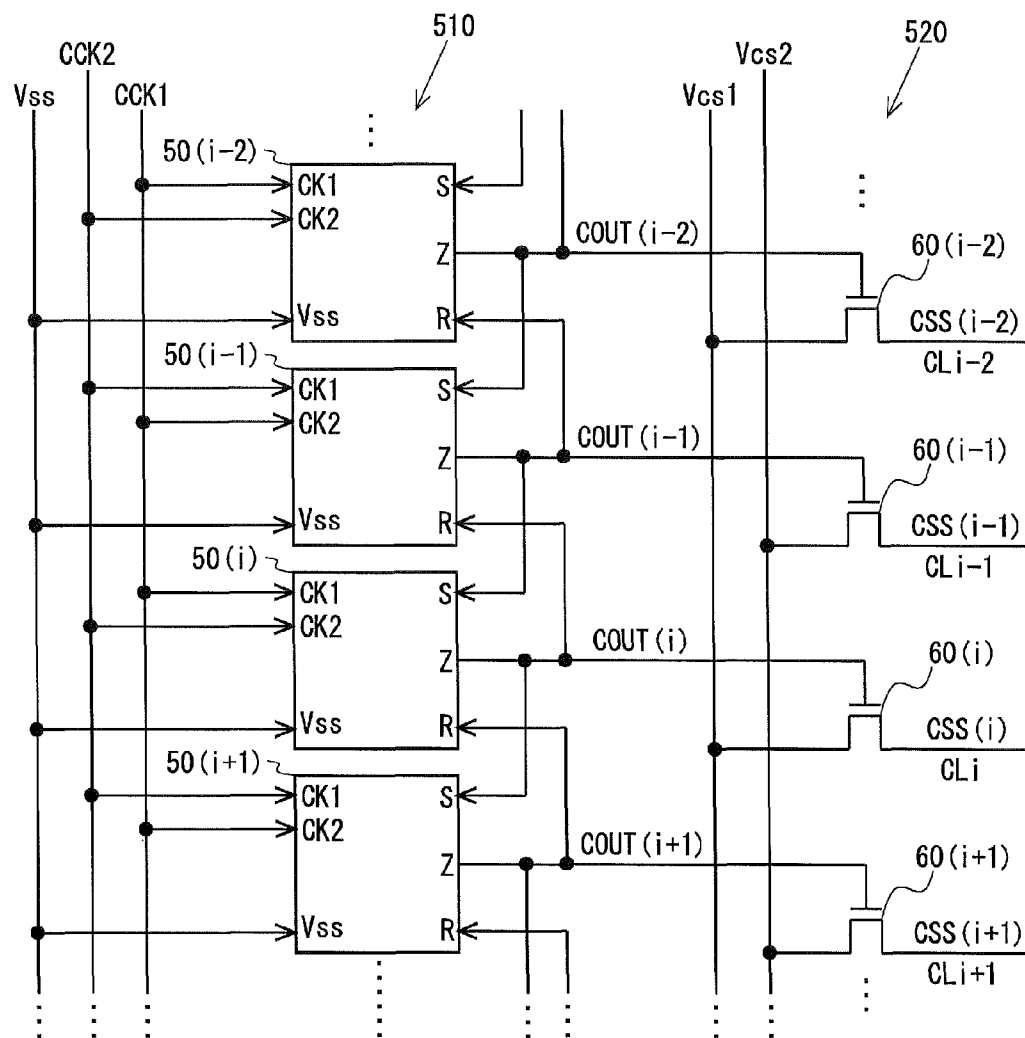 510
520
CCK2
Vcs2
Vss
CCK1
Vcs1
50(i-2)
CK1
S
CK2
COUT(i-2)
60(i-2)
Z
Vss
R
CSS(i-2)
CLi-2
50(i-1)
CK1
S
CK2
COUT(i-1)
60(i-1)
Z
Vss
R
CSS(i-1)
CLi-1
50(i)
CK1
S
CK2
COUT(i)
60(i)
Z
Vss
R
CSS(i)
CLi
50(i+1)
CK1
S
CK2
COUT(i+1)
60(i+1)
Z
Vss
R
CSS(i+1)
CLi+1